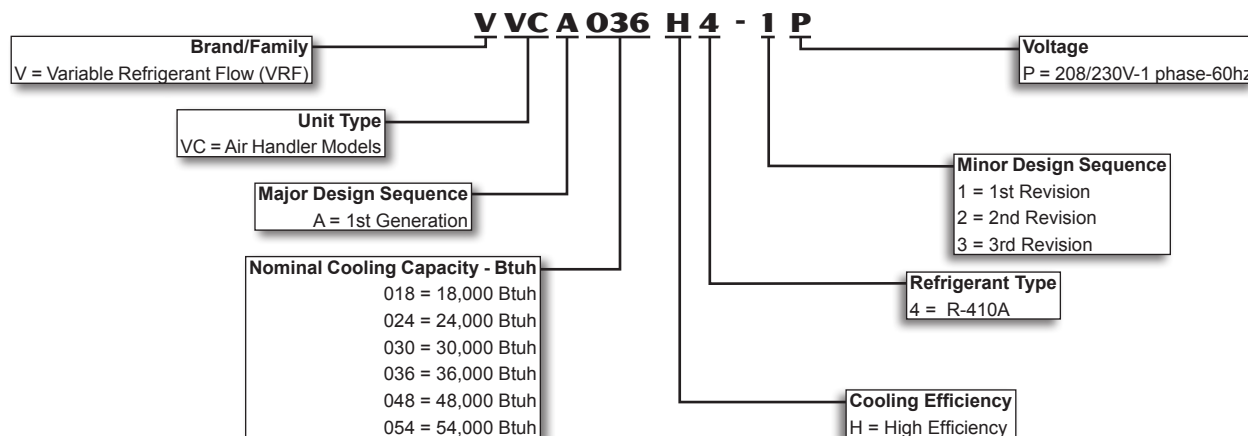 V VC A 036 H 4 - 1 P
Brand/Family
V = Variable Refrigerant Flow (VRF)
Voltage
P = 208/230V-1 phase-60hz
Unit Type
VC = Air Handler Models
Minor Design Sequence
1 = 1st Revision
2 = 2nd Revision
3 = 3rd Revision
Major Design Sequence
A = 1st Generation
Nominal Cooling Capacity - Btuh
018 = 18,000 Btuh
024 = 24,000 Btuh
030 = 30,000 Btuh
036 = 36,000 Btuh
048 = 48,000 Btuh
054 = 54,000 Btuh
Refrigerant Type
4 = R-410A
Cooling Efficiency
H = High Efficiency